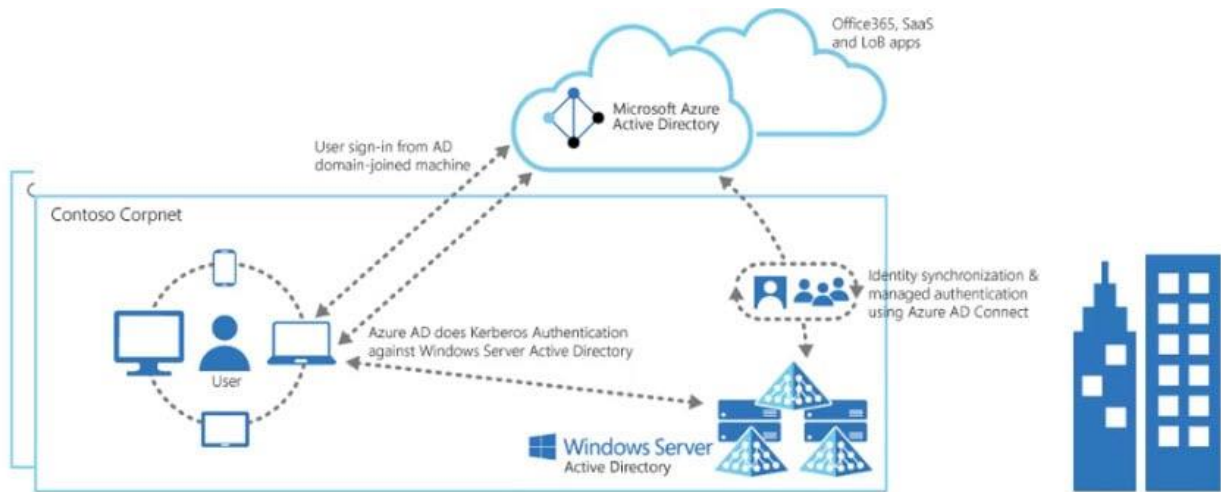 Office365, SaaS
and LoB apps
Microsoft Azure
Active Directory
User sign-in from AD
domain-joined machine
Contoso Corpnet
Identity synchronization &
managed authentication
using Azure AD Connect
Azure AD does Kerberos Authentication
against Windows Server Active Directory
User
Windows Server
Active Directory